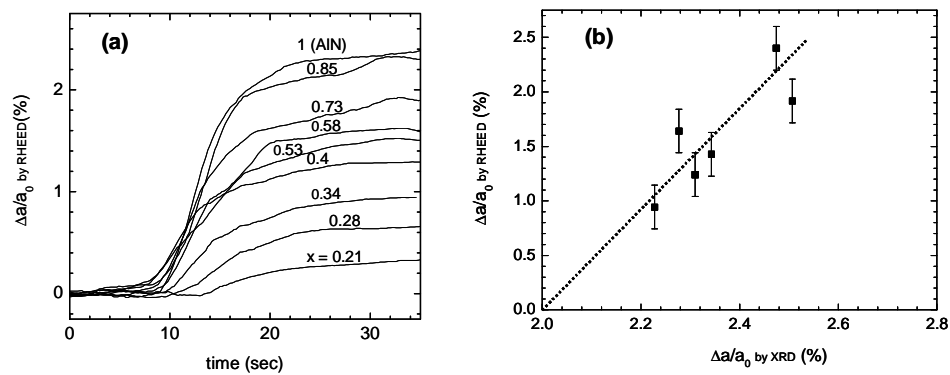 (a)
1 (AlN)
0.85
0.73
0.58
0.53
0.4
0.34
0.28
x = 0.21
Δa/a0 by RHEED(%)
2
1
0
0 10 20 30
time (sec)
(b)
Δa/a0 by RHEED (%)
2.5
2.0
1.5
1.0
0.5
0.0
2.0 2.2 2.4 2.6 2.8
Δa/a0 by XRD (%)